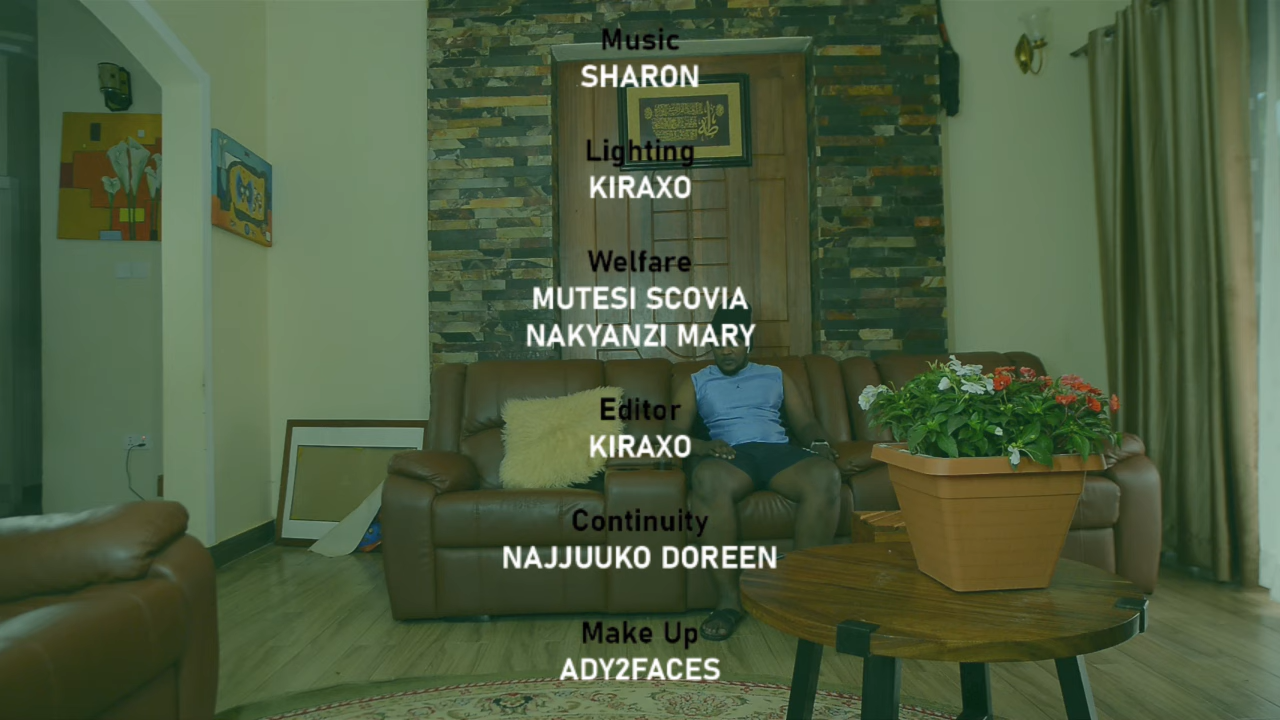 Music
SHARON
Lighting
KIRAXO
Welfare
MUTESI SCOVIA
NAKYANZI MARY
Editor
KIRAXO
Continuity
NAJJUUKO DOREEN
Make Up
ADY2FACES